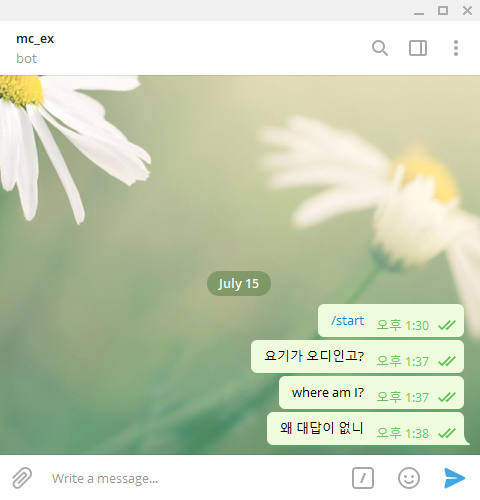 mc_ex
bot
July 15
/start 오후 1:30
요기가 오디인고? 오후 1:37
where am I? 오후 1:37
왜 대답이 없니 오후 1:38
Write a message...